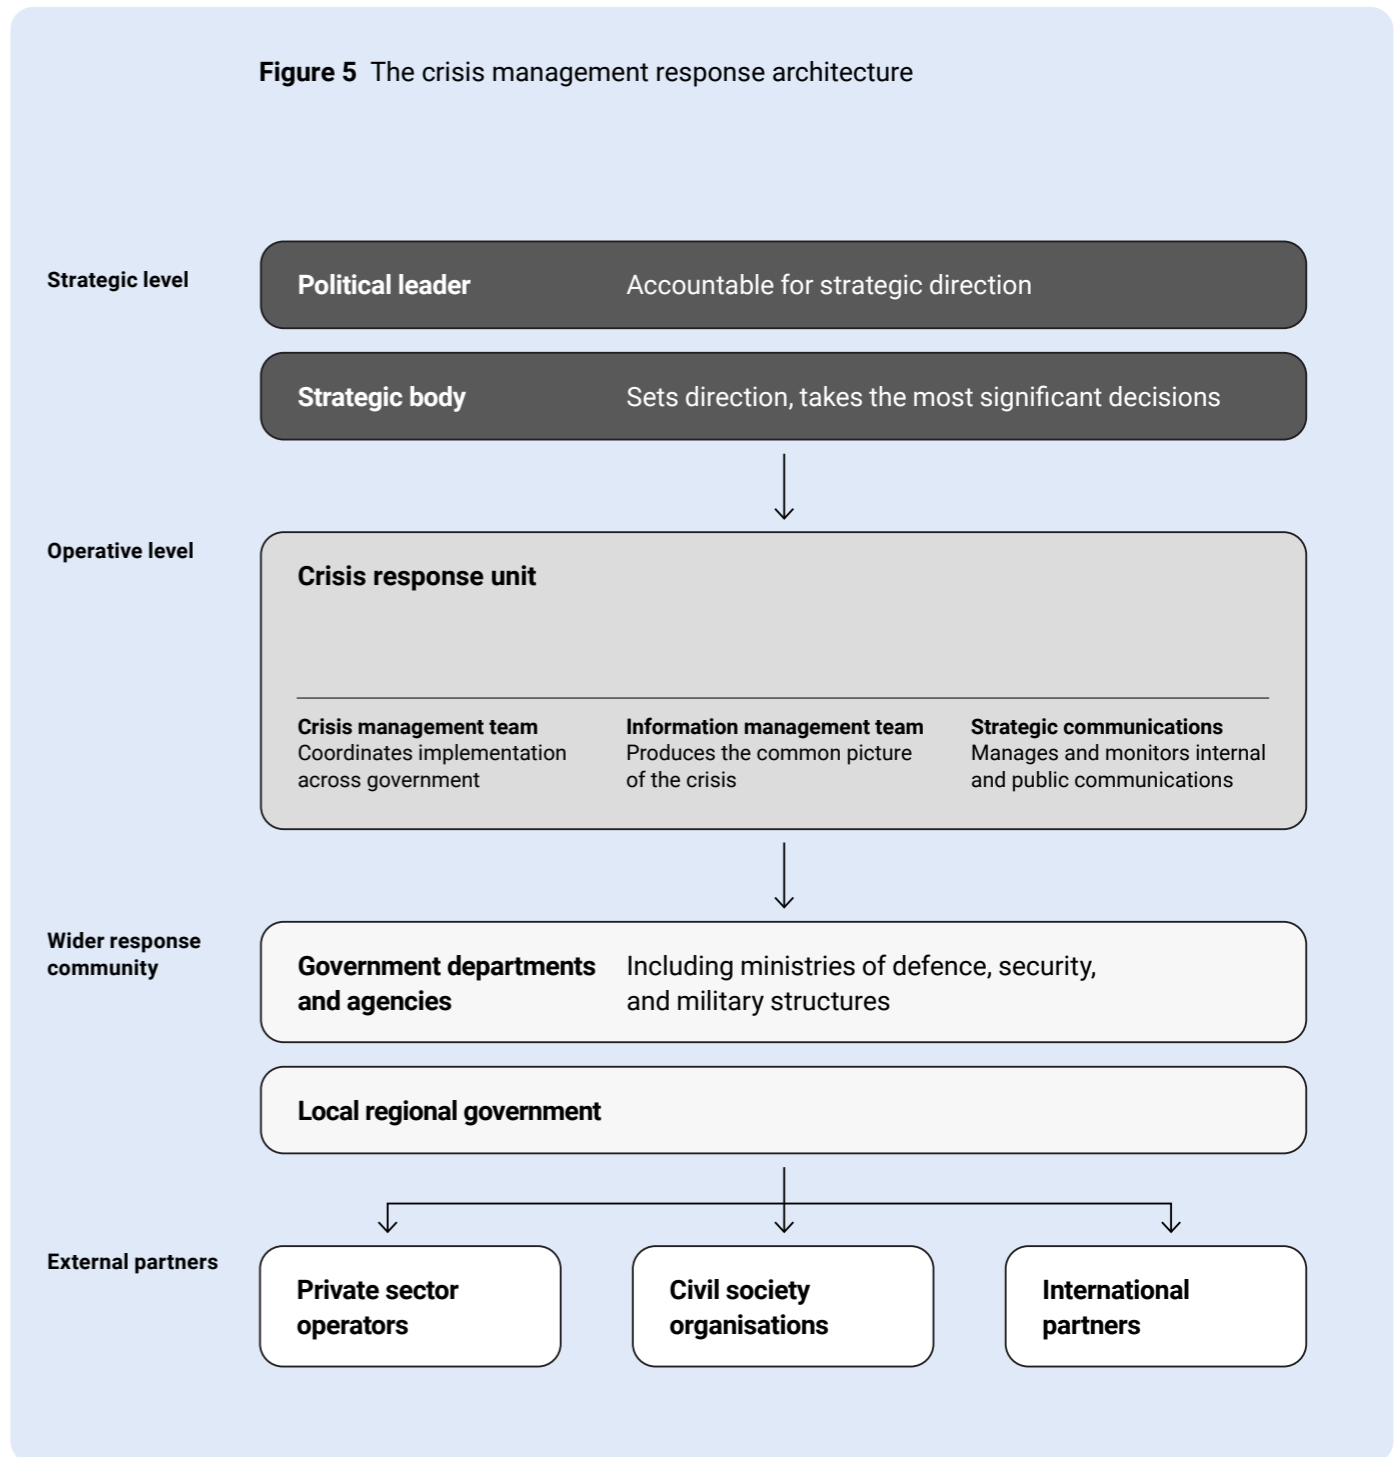 Figure 5 The crisis management response architecture
Strategic level
Political leader
Accountable for strategic direction
Strategic body
Sets direction, takes the most significant decisions
Operative level
Crisis response unit
Crisis management team
Coordinates implementation
across government
Information management team
Produces the common picture
of the crisis
Strategic communications
Manages and monitors internal
and public communications
Wider response
community
Government departments
and agencies
Including ministries of defence, security,
and military structures
Local regional government
External partners
Private sector
operators
Civil society
organisations
International
partners